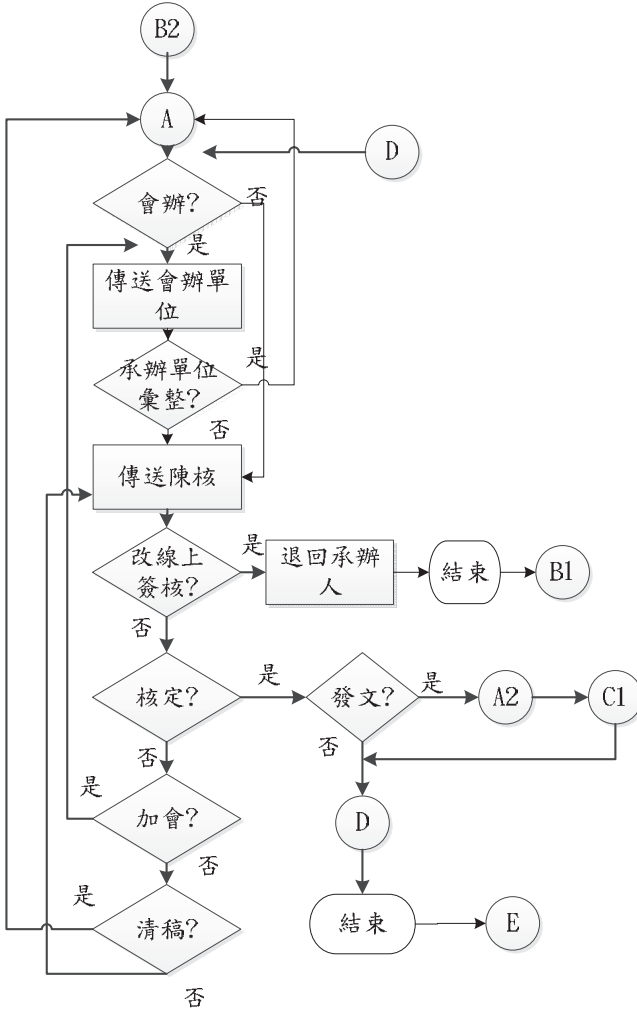 B2
A
D
會辦?
否
是
傳送會辦單
位
承辦單位
彙整?
是
否
傳送陳核
改線上
簽核?
是
退回承辦
人
結束
B1
否
核定?
是
發文?
是
A2
C1
否
否
加會?
是
D
否
清稿?
是
結束
E
否